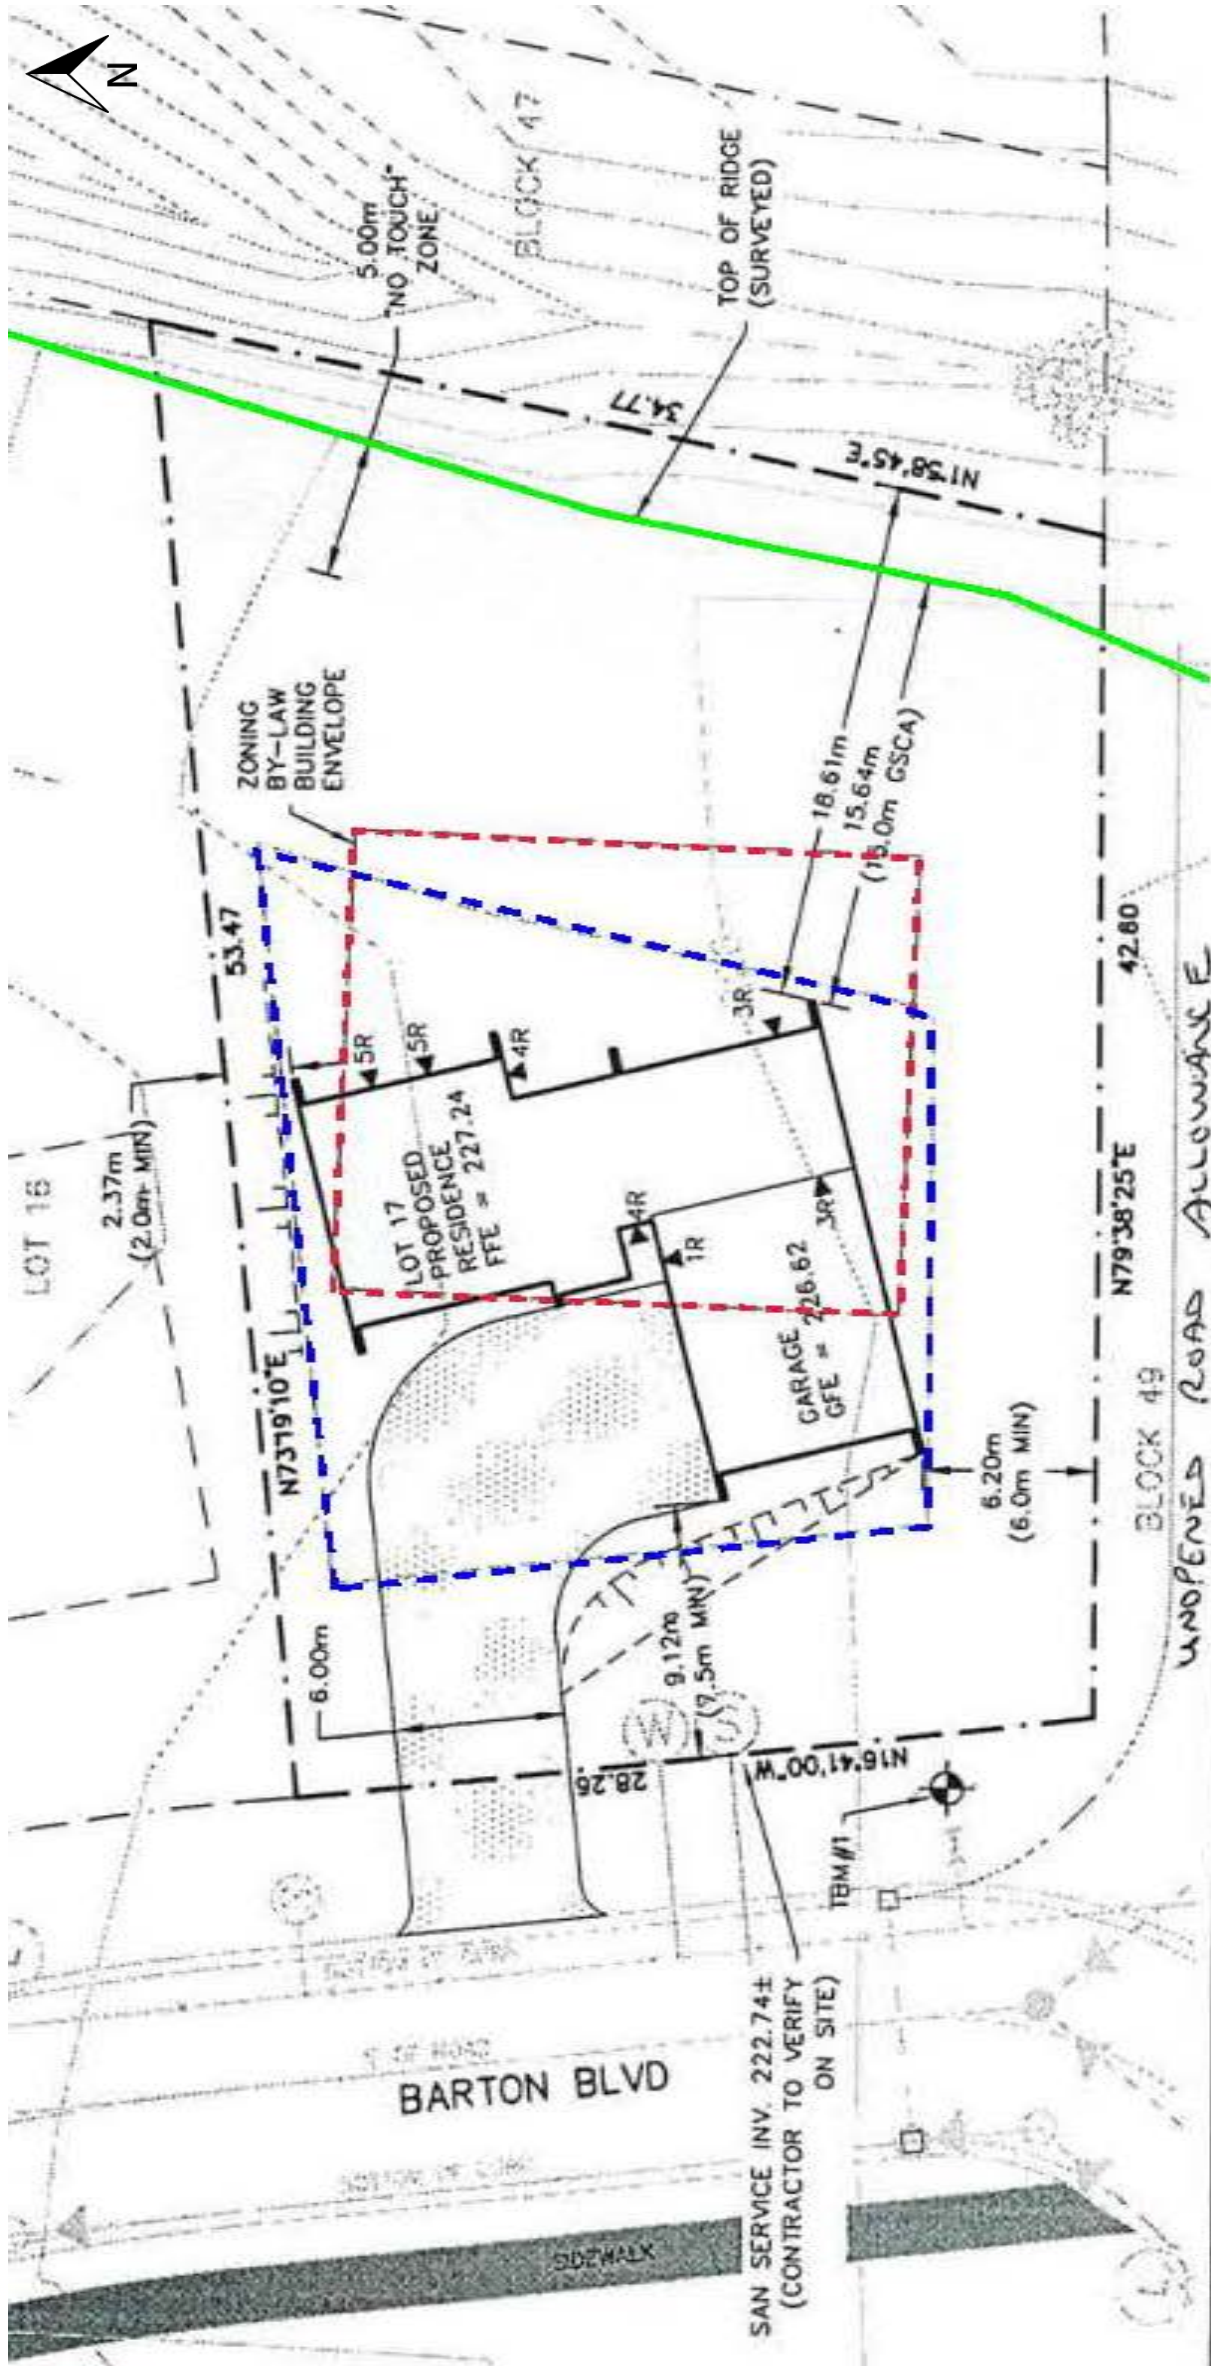 N
5.00m
"NO TOUCH"
ZONE
BLOCK 47
TOP OF RIDGE
(SURVEYED)
34.77
N1°58'45"E
ZONING
BY-LAW
BUILDING
ENVELOPE
18.61m
15.64m
(15.0m GSCA)
53.47
42.80
N79°38'25"E
LOT 16
2.37m
(2.0m MIN)
5R
5R
4R
3R
LOT 17
PROPOSED
RESIDENCE
FFE = 227.24
4R
1R
3R
GARAGE
GFE = 226.62
N73°19'10"E
6.00m
6.20m
(6.0m MIN)
BLOCK 49
UNOPENED ROAD ALLOWANCE
9.12m
(7.5m MIN)
28.26
N16°41'00"W
TBM#1
BARTON BLVD
SAN SERVICE INV. 222.74±
(CONTRACTOR TO VERIFY
ON SITE)
SIDEWALK
L